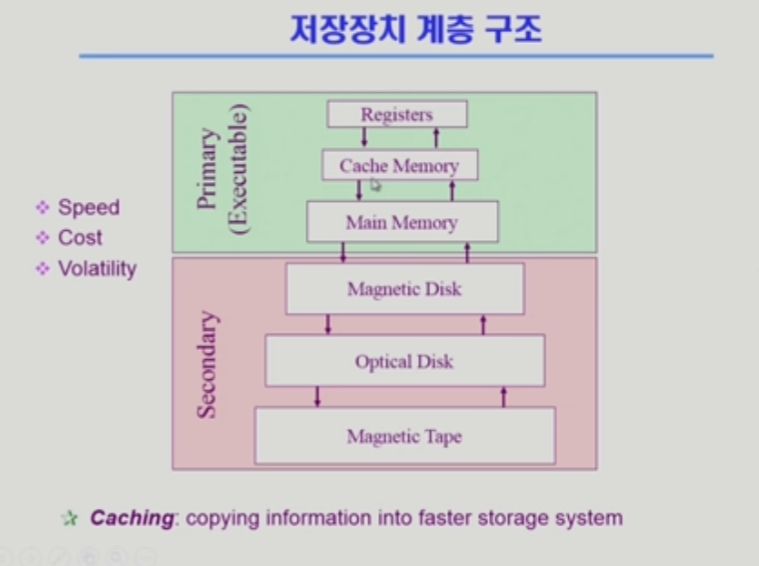 저장장치 계층 구조
Primary
(Executable)
Registers
Cache Memory
Main Memory
Speed
Cost
Volatility
Secondary
Magnetic Disk
Optical Disk
Magnetic Tape
Caching: copying information into faster storage system